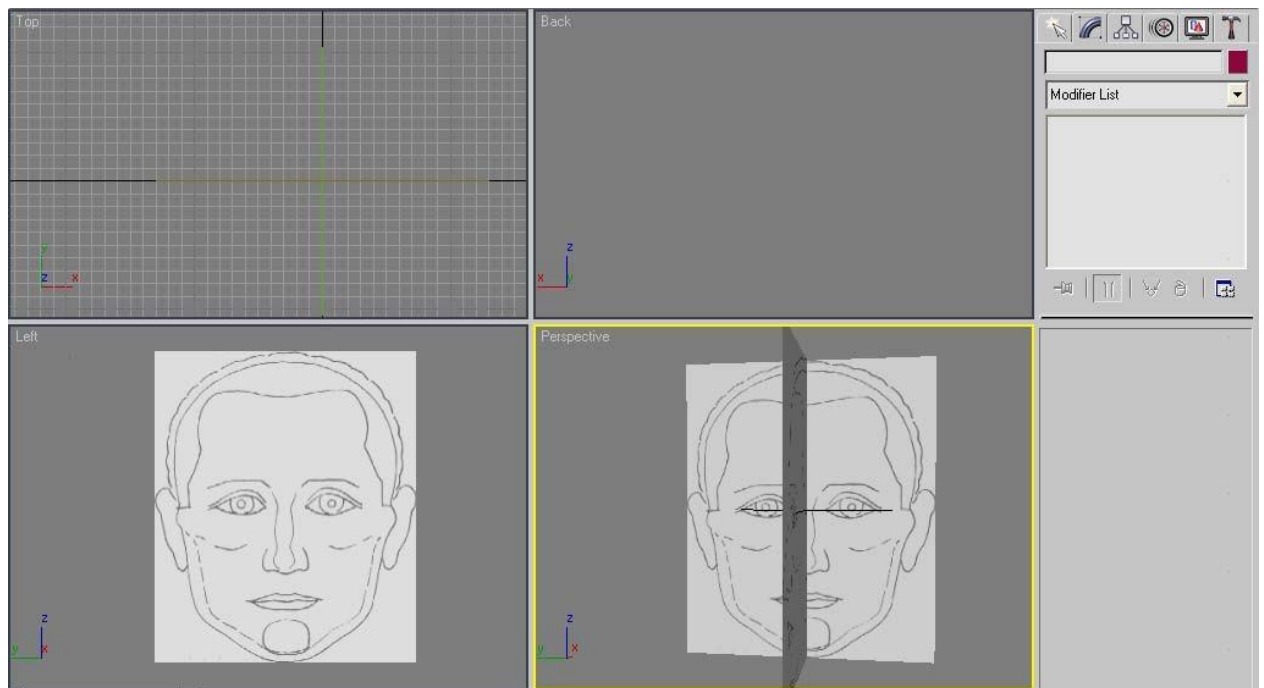 Top
Back
Modifier List
y
z x
z
x y
Left
Perspective
z
y x
z
y x